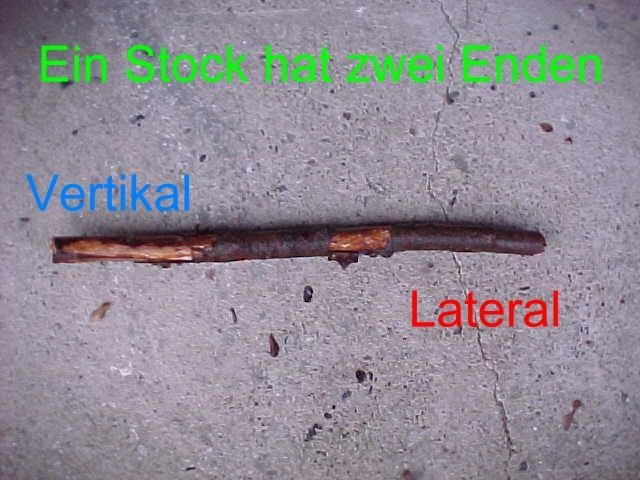 Ein Stock hat zwei Enden
Vertikal
Lateral